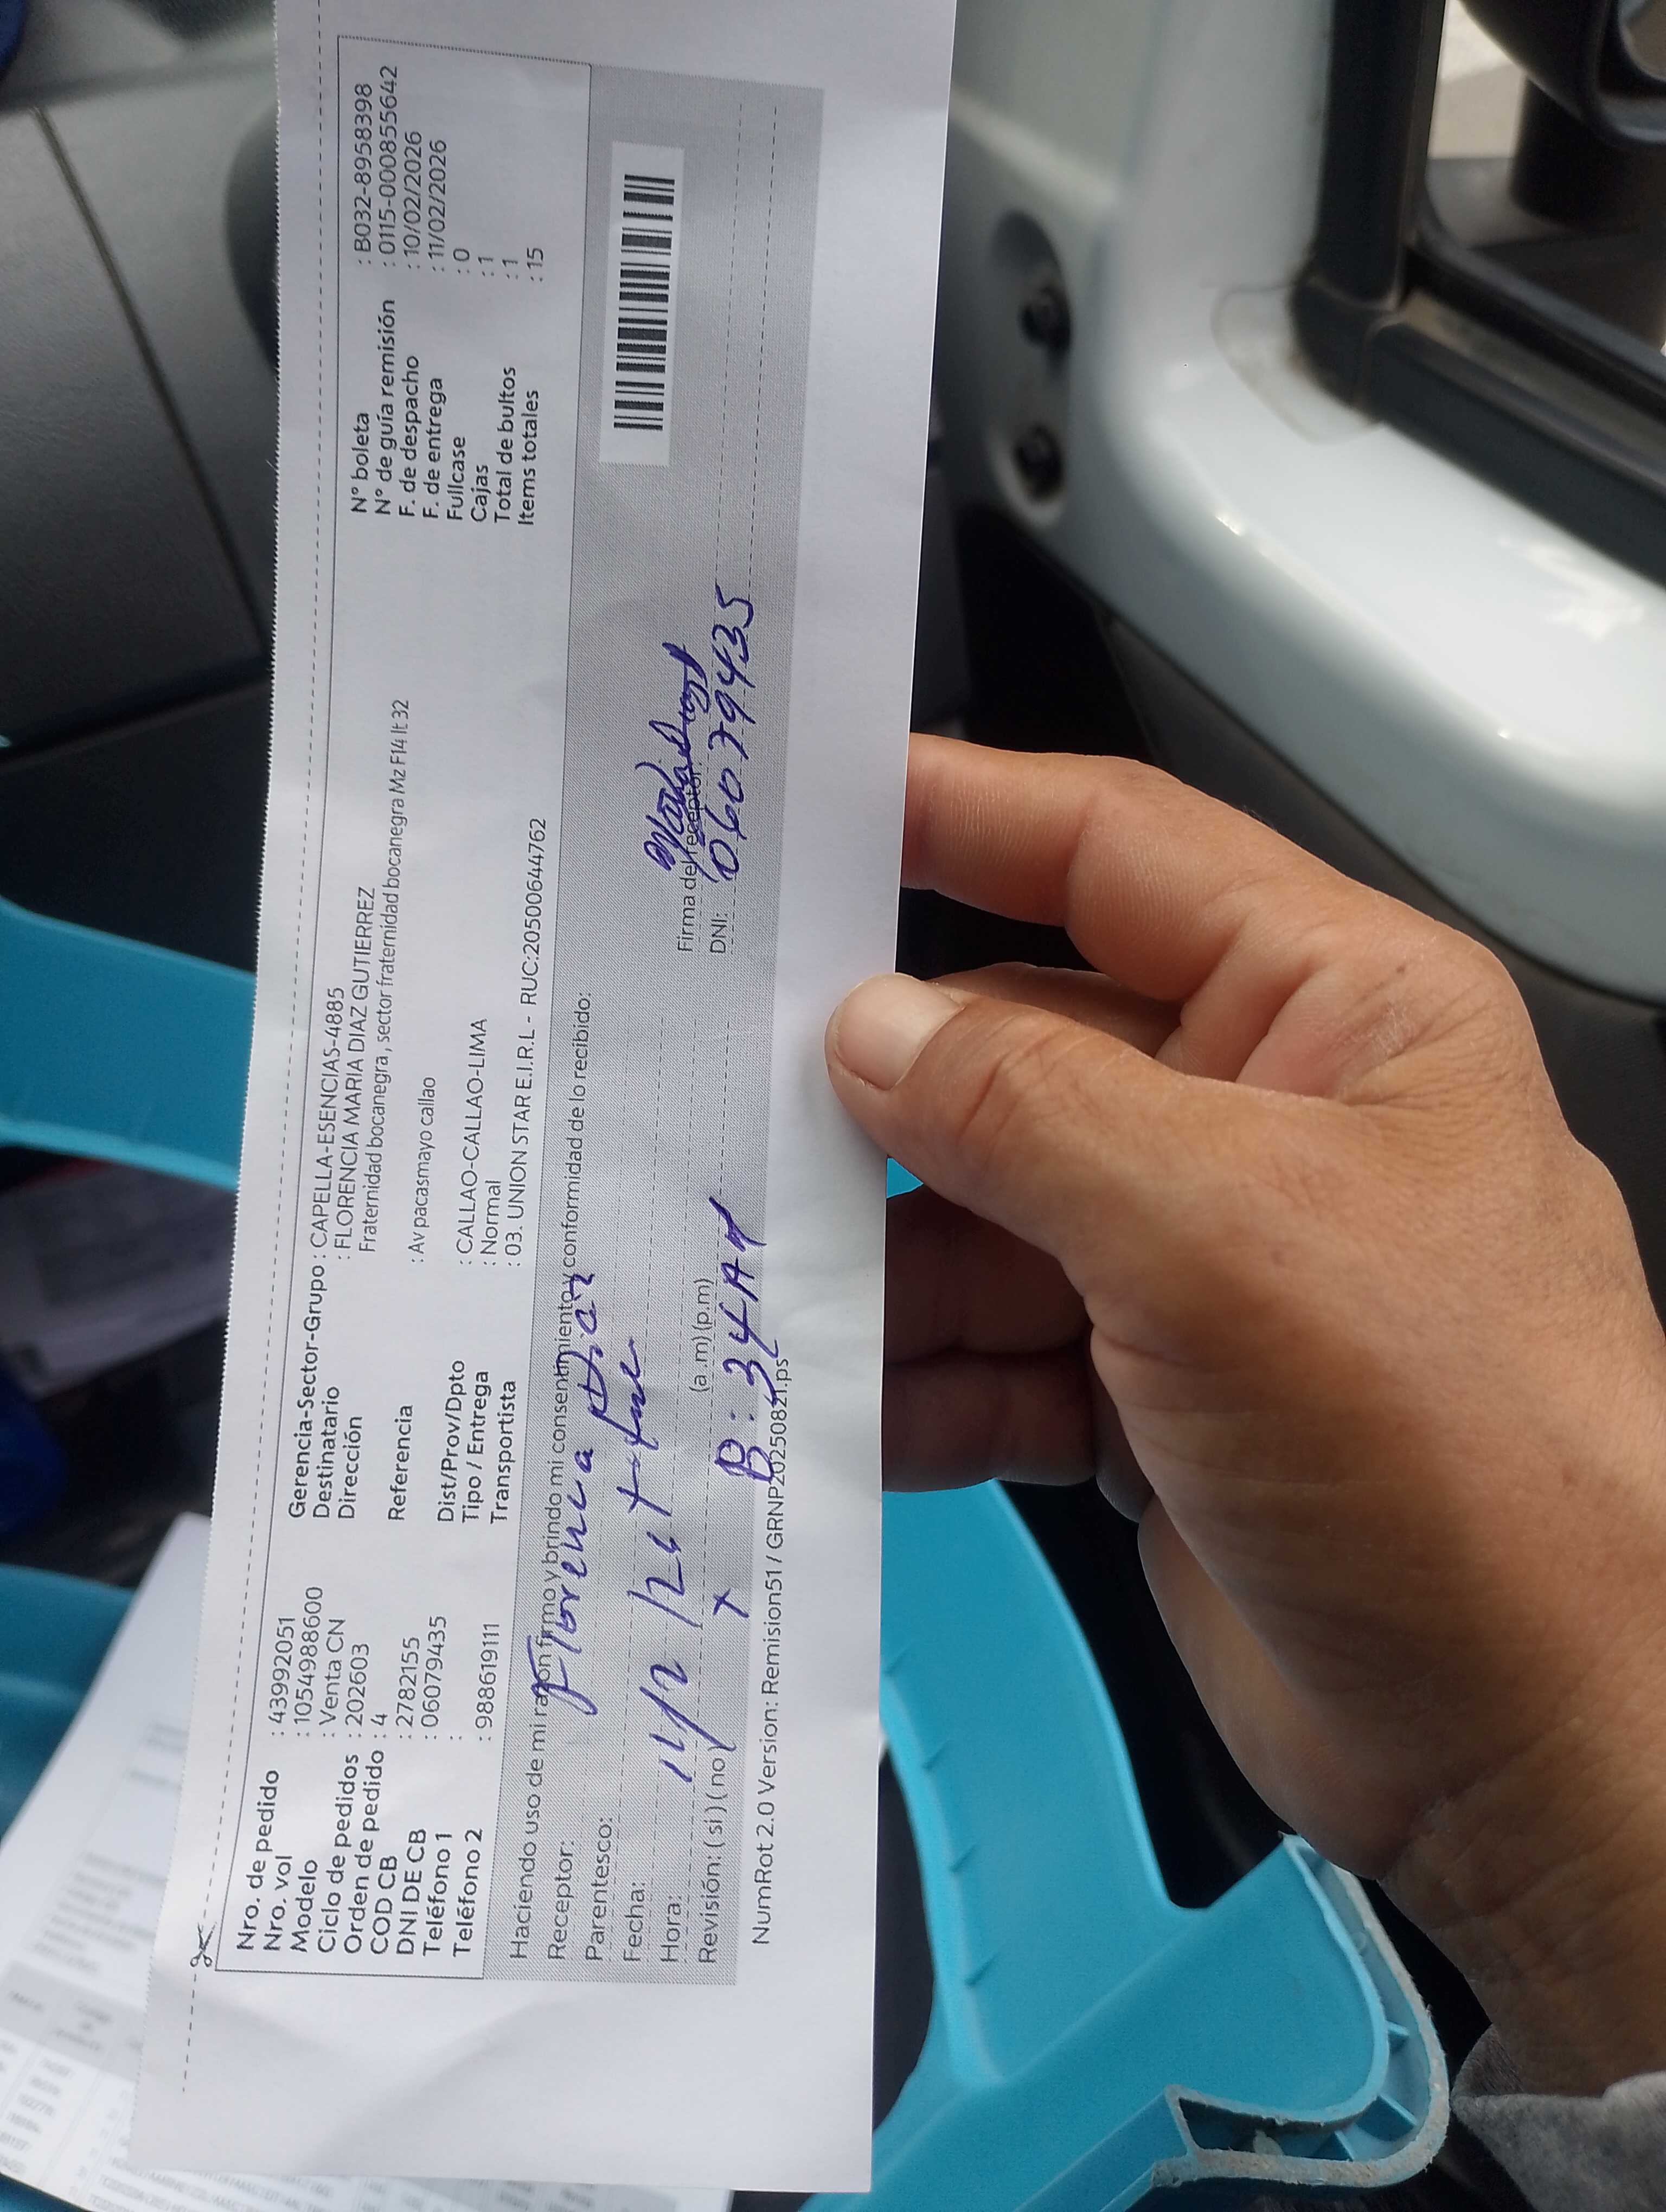 Nro. de pedido : 43992051
Nro. vol : 1054988600
Modelo : Venta CN
Ciclo de pedidos : 202603
Orden de pedido : 4
COD CB : 2782155
DNI DE CB : 06079435
Teléfono 1 :
Teléfono 2 : 988619111
Gerencia-Sector-Grupo : CAPELLA-ESENCIAS-4885
Destinatario : FLORENCIA MARIA DIAZ GUTIERREZ
Dirección Fraternidad bocanegra , sector fraternidad bocanegra Mz F14 lt 32
Referencia : Av pacasmayo callao
Dist/Prov/Dpto : CALLAO-CALLAO-LIMA
Tipo / Entrega : Normal
Transportista : 03. UNION STAR E.I.R.L - RUC:20500644762
N° boleta : B032-8958398
N° de guía remisión : 0115-0000855642
F. de despacho : 10/02/2026
F. de entrega : 11/02/2026
Fullcase : 0
Cajas : 1
Total de bultos : 1
Items totales : 15
Haciendo uso de mi razón firmo y brindo mi consentimiento y conformidad de lo recibido:
Receptor: Florencia Diaz
Parentesco:
Fecha: 11/2/26
Hora: (a.m) (p.m)
Revisión: ( si ) ( no )
Firma del receptor:
DNI: 06079435
NumRot 2.0 Version: Remision51 / GRNP20250821.ps